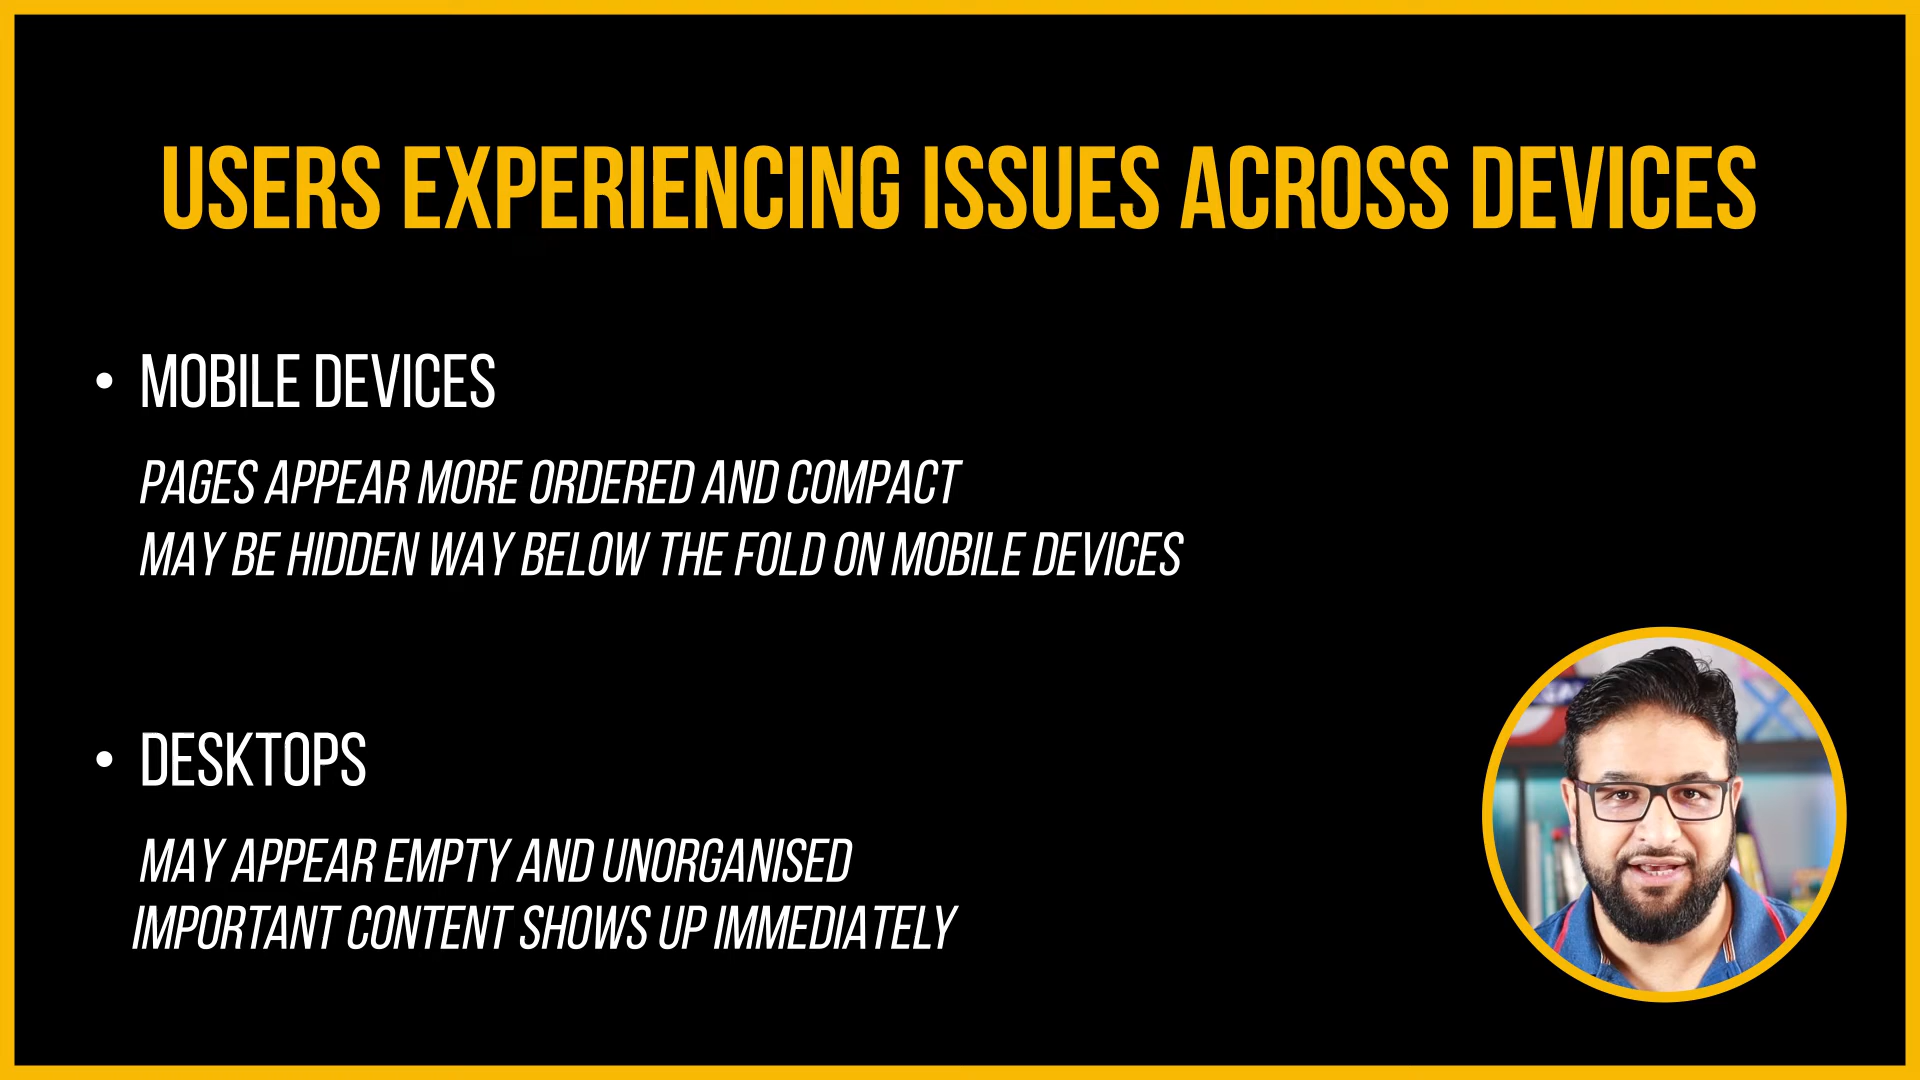 USERS EXPERIENCING ISSUES ACROSS DEVICES
• MOBILE DEVICES
PAGES APPEAR MORE ORDERED AND COMPACT
MAY BE HIDDEN WAY BELOW THE FOLD ON MOBILE DEVICES
• DESKTOPS
MAY APPEAR EMPTY AND UNORGANISED
IMPORTANT CONTENT SHOWS UP IMMEDIATELY